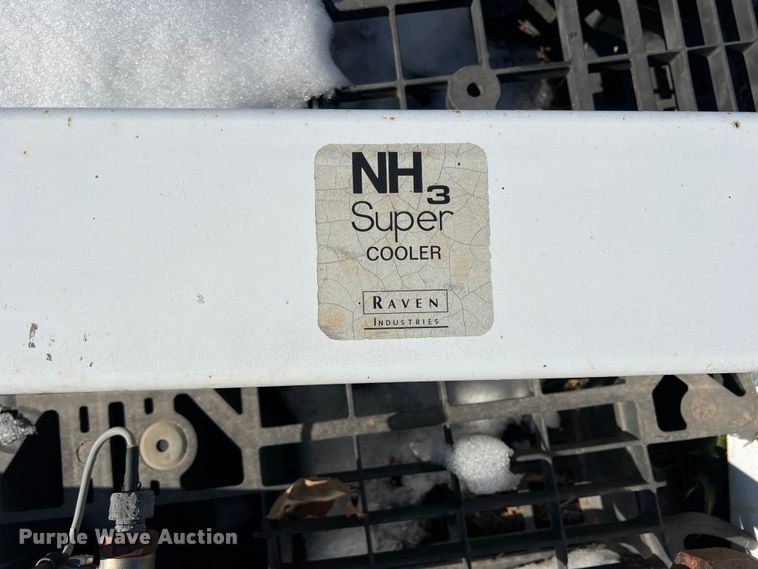 NH3
Super
COOLER
RAVEN
INDUSTRIES
Purple Wave Auction